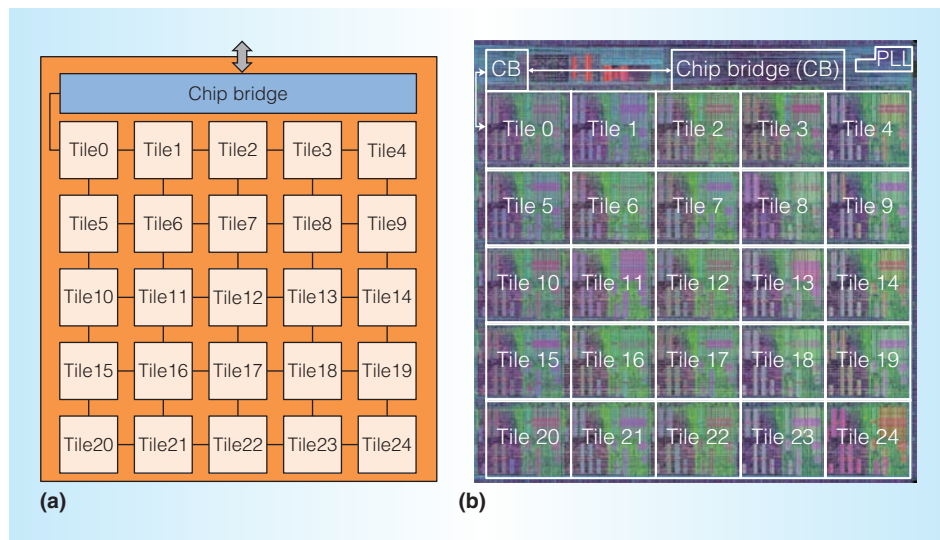 Chip bridge
Tile0 Tile1 Tile2 Tile3 Tile4
Tile5 Tile6 Tile7 Tile8 Tile9
Tile10 Tile11 Tile12 Tile13 Tile14
Tile15 Tile16 Tile17 Tile18 Tile19
Tile20 Tile21 Tile22 Tile23 Tile24
(a)
CB Chip bridge (CB) PLL
Tile 0 Tile 1 Tile 2 Tile 3 Tile 4
Tile 5 Tile 6 Tile 7 Tile 8 Tile 9
Tile 10 Tile 11 Tile 12 Tile 13 Tile 14
Tile 15 Tile 16 Tile 17 Tile 18 Tile 19
Tile 20 Tile 21 Tile 22 Tile 23 Tile 24
(b)